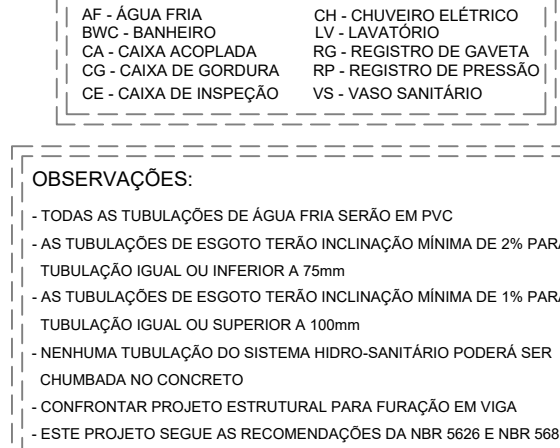 AF - ÁGUA FRIA CH - CHUVEIRO ELÉTRICO
BWC - BANHEIRO LV - LAVATÓRIO
CA - CAIXA ACOPLADA RG - REGISTRO DE GAVETA
CG - CAIXA DE GORDURA RP - REGISTRO DE PRESSÃO
CE - CAIXA DE INSPEÇÃO VS - VASO SANITÁRIO
OBSERVAÇÕES:
- TODAS AS TUBULAÇÕES DE ÁGUA FRIA SERÃO EM PVC
- AS TUBULAÇÕES DE ESGOTO TERÃO INCLINAÇÃO MÍNIMA DE 2% PARA
TUBULAÇÃO IGUAL OU INFERIOR A 75mm
- AS TUBULAÇÕES DE ESGOTO TERÃO INCLINAÇÃO MÍNIMA DE 1% PARA
TUBULAÇÃO IGUAL OU SUPERIOR A 100mm
- NENHUMA TUBULAÇÃO DO SISTEMA HIDRO-SANITÁRIO PODERÁ SER
CHUMBADA NO CONCRETO
- CONFRONTAR PROJETO ESTRUTURAL PARA FURAÇÃO EM VIGA
- ESTE PROJETO SEGUE AS RECOMENDAÇÕES DA NBR 5626 E NBR